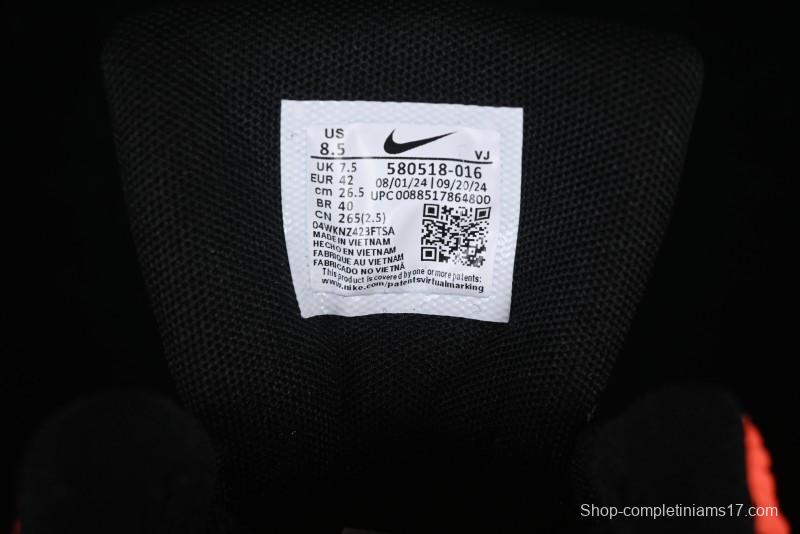 US
8.5
VJ
UK 7.5 580518-016
EUR 42 08/01/24 | 09/20/24
cm 26.5 UPC0088517864800
BR 40
CN 265(2.5)
04WKNZ423FTSA
MADE IN VIETNAM
HECHO EN VIETNAM
FABRIQUE AU VIETNAM
FABRICADO NO VIETNÃ
This product is covered by one or more patents:
www.nike.com/patentsvirtualmarking
Shop-completiniams17.com